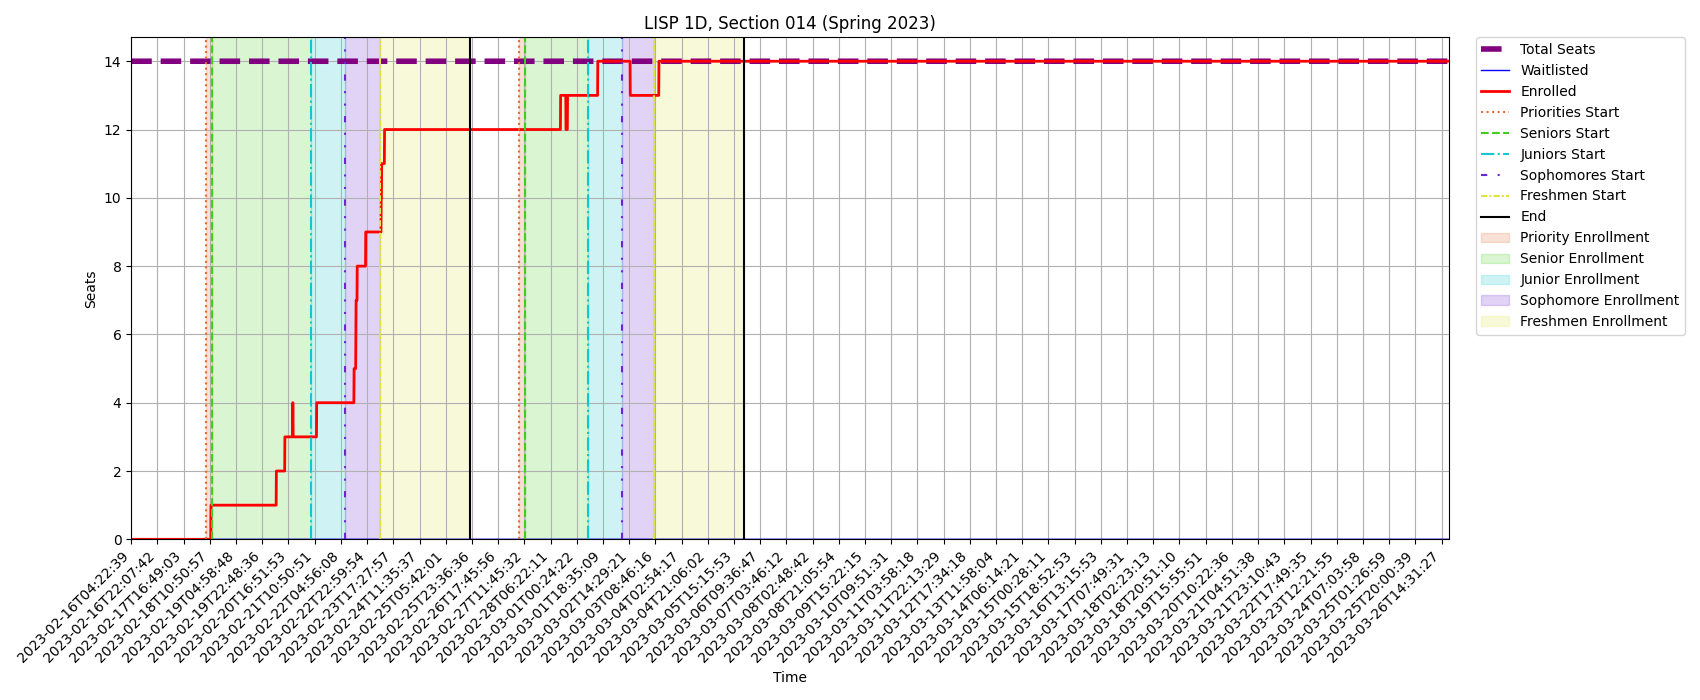 LISP 1D, Section 014 (Spring 2023)
Seats
14
12
10
8
6
4
2
0
2023-02-16T04:22:39
2023-02-16T22:07:42
2023-02-17T16:49:03
2023-02-18T10:50:57
2023-02-19T04:58:48
2023-02-19T22:48:36
2023-02-20T16:51:53
2023-02-21T10:50:51
2023-02-22T04:56:08
2023-02-22T22:59:54
2023-02-23T17:27:57
2023-02-24T11:35:37
2023-02-25T05:42:01
2023-02-25T23:36:36
2023-02-26T17:45:56
2023-02-27T11:45:32
2023-02-28T06:22:11
2023-03-01T00:24:22
2023-03-01T18:35:09
2023-03-02T14:29:21
2023-03-03T08:46:16
2023-03-04T02:54:17
2023-03-04T21:06:02
2023-03-05T15:15:53
2023-03-06T09:36:47
2023-03-07T03:46:12
2023-03-08T02:48:42
2023-03-08T21:05:54
2023-03-09T15:22:15
2023-03-10T09:51:31
2023-03-11T03:58:18
2023-03-11T22:13:29
2023-03-12T17:34:18
2023-03-13T11:58:04
2023-03-14T06:14:21
2023-03-15T00:28:11
2023-03-15T18:52:53
2023-03-16T13:15:53
2023-03-17T07:49:31
2023-03-18T02:23:13
2023-03-18T20:51:10
2023-03-19T15:55:51
2023-03-20T10:22:36
2023-03-21T04:51:38
2023-03-21T23:10:43
2023-03-22T17:49:35
2023-03-23T12:21:55
2023-03-24T07:03:58
2023-03-25T01:26:59
2023-03-25T20:00:39
2023-03-26T14:31:27
Time
Total Seats
Waitlisted
Enrolled
Priorities Start
Seniors Start
Juniors Start
Sophomores Start
Freshmen Start
End
Priority Enrollment
Senior Enrollment
Junior Enrollment
Sophomore Enrollment
Freshmen Enrollment